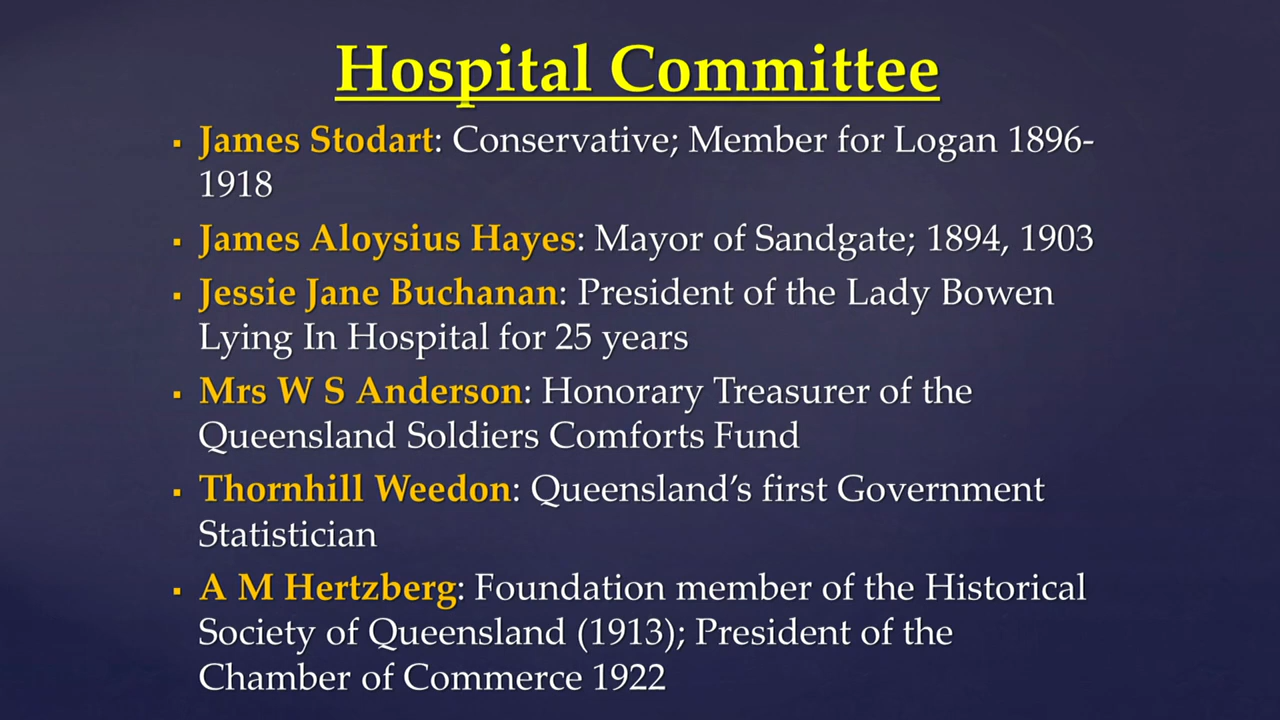 Hospital Committee
▪ James Stodart: Conservative; Member for Logan 1896-
1918
▪ James Aloysius Hayes: Mayor of Sandgate; 1894, 1903
▪ Jessie Jane Buchanan: President of the Lady Bowen
Lying In Hospital for 25 years
▪ Mrs W S Anderson: Honorary Treasurer of the
Queensland Soldiers Comforts Fund
▪ Thornhill Weedon: Queensland’s first Government
Statistician
▪ A M Hertzberg: Foundation member of the Historical
Society of Queensland (1913); President of the
Chamber of Commerce 1922